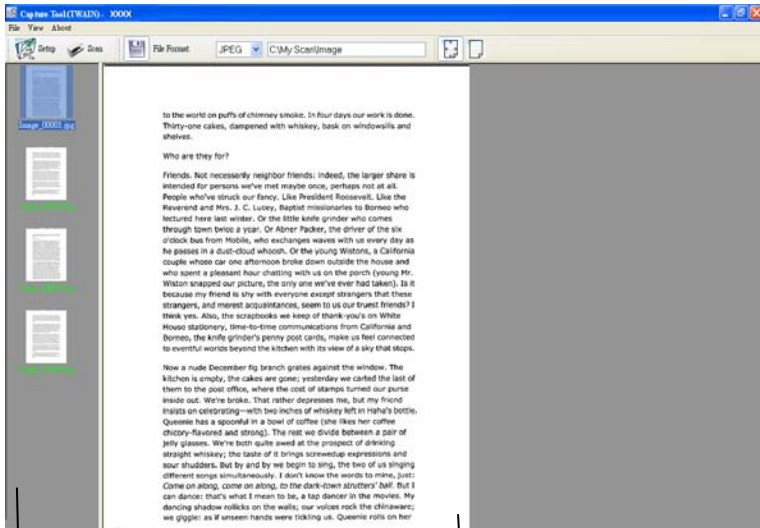 Capture Tool(TWAIN) - XXXX
File View About
Setup Scan File Format: JPEG C:\My Scan\Image
Image_00001.jpg
to the world on puffs of chimney smoke. In four days our work is done.
Thirty-one cakes, dampened with whiskey, bask on windowsills and
shelves.
Who are they for?
Friends. Not necessarily neighbor friends: indeed, the larger share is
intended for persons we've met maybe once, perhaps not at all.
People who've struck our fancy. Like President Roosevelt. Like the
Reverend and Mrs. J. C. Lucey, Baptist missionaries to Borneo who
lectured here last winter. Or the little knife grinder who comes
through town twice a year. Or Abner Packer, the driver of the six
o'clock bus from Mobile, who exchanges waves with us every day as
he passes in a dust-cloud whoosh. Or the young Wistons, a California
couple whose car one afternoon broke down outside the house and
who spent a pleasant hour chatting with us on the porch (young Mr.
Wiston snapped our picture, the only one we've ever had taken). Is it
because my friend is shy with everyone except strangers that these
strangers, and merest acquaintances, seem to us our truest friends? I
think yes. Also, the scrapbooks we keep of thank-you's on White
House stationery, time-to-time communications from California and
Borneo, the knife grinder's penny post cards, make us feel connected
to eventful worlds beyond the kitchen with its view of a sky that stops.
Now a nude December fig branch grates against the window. The
kitchen is empty, the cakes are gone; yesterday we carted the last of
them to the post office, where the cost of stamps turned our purse
inside out. We're broke. That rather depresses me, but my friend
insists on celebrating—with two inches of whiskey left in Haha's bottle.
Queenie has a spoonful in a bowl of coffee (she likes her coffee
chicory-flavored and strong). The rest we divide between a pair of
jelly glasses. We're both quite awed at the prospect of drinking
straight whiskey; the taste of it brings screwedup expressions and
sour shudders. But by and by we begin to sing, the two of us singing
different songs simultaneously. I don't know the words to mine, just:
Come on along, come on along, to the dark-town strutters' ball. But I
can dance: that's what I mean to be, a tap dancer in the movies. My
dancing shadow rollicks on the walls; our voices rock the chinaware;
we giggle: as if unseen hands were tickling us. Queenie rolls on her